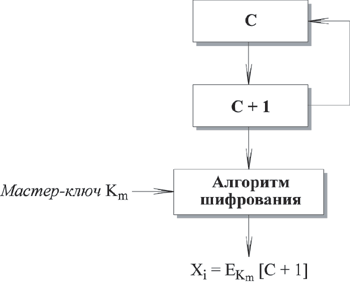 C
C + 1
Мастер-ключ Km
Алгоритм
шифрования
Xi = EKm [C + 1]